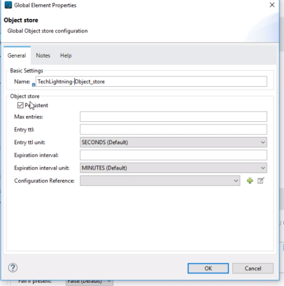 Global Element Properties
Object store
Global Object store configuration
General Notes Help
Basic Settings
Name: TechLightning-Object_store
Object store
Persistent
Max entries:
Entry ttl:
Entry ttl unit: SECONDS (Default)
Expiration interval:
Expiration interval unit: MINUTES (Default)
Configuration Reference:
OK Cancel
Fail if present: False (Default)